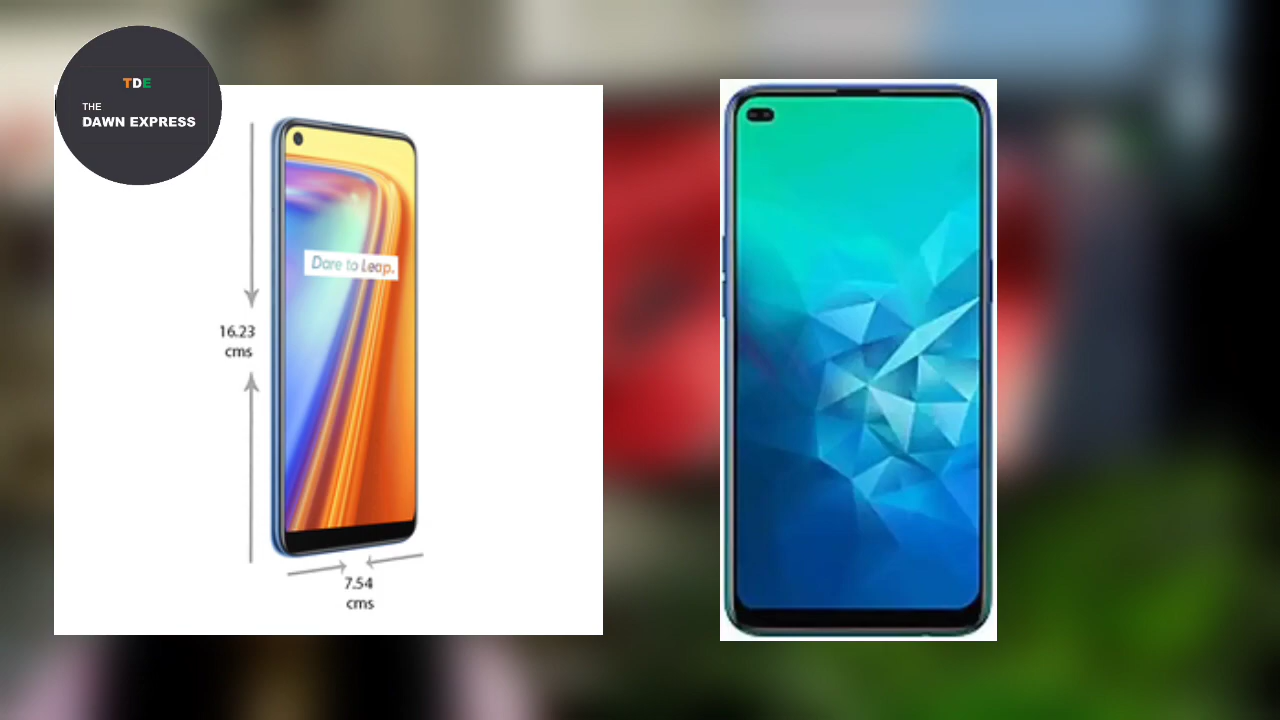 TDE
THE
DAWN EXPRESS
Dare to Leap.
16.23
cms
7.54
cms